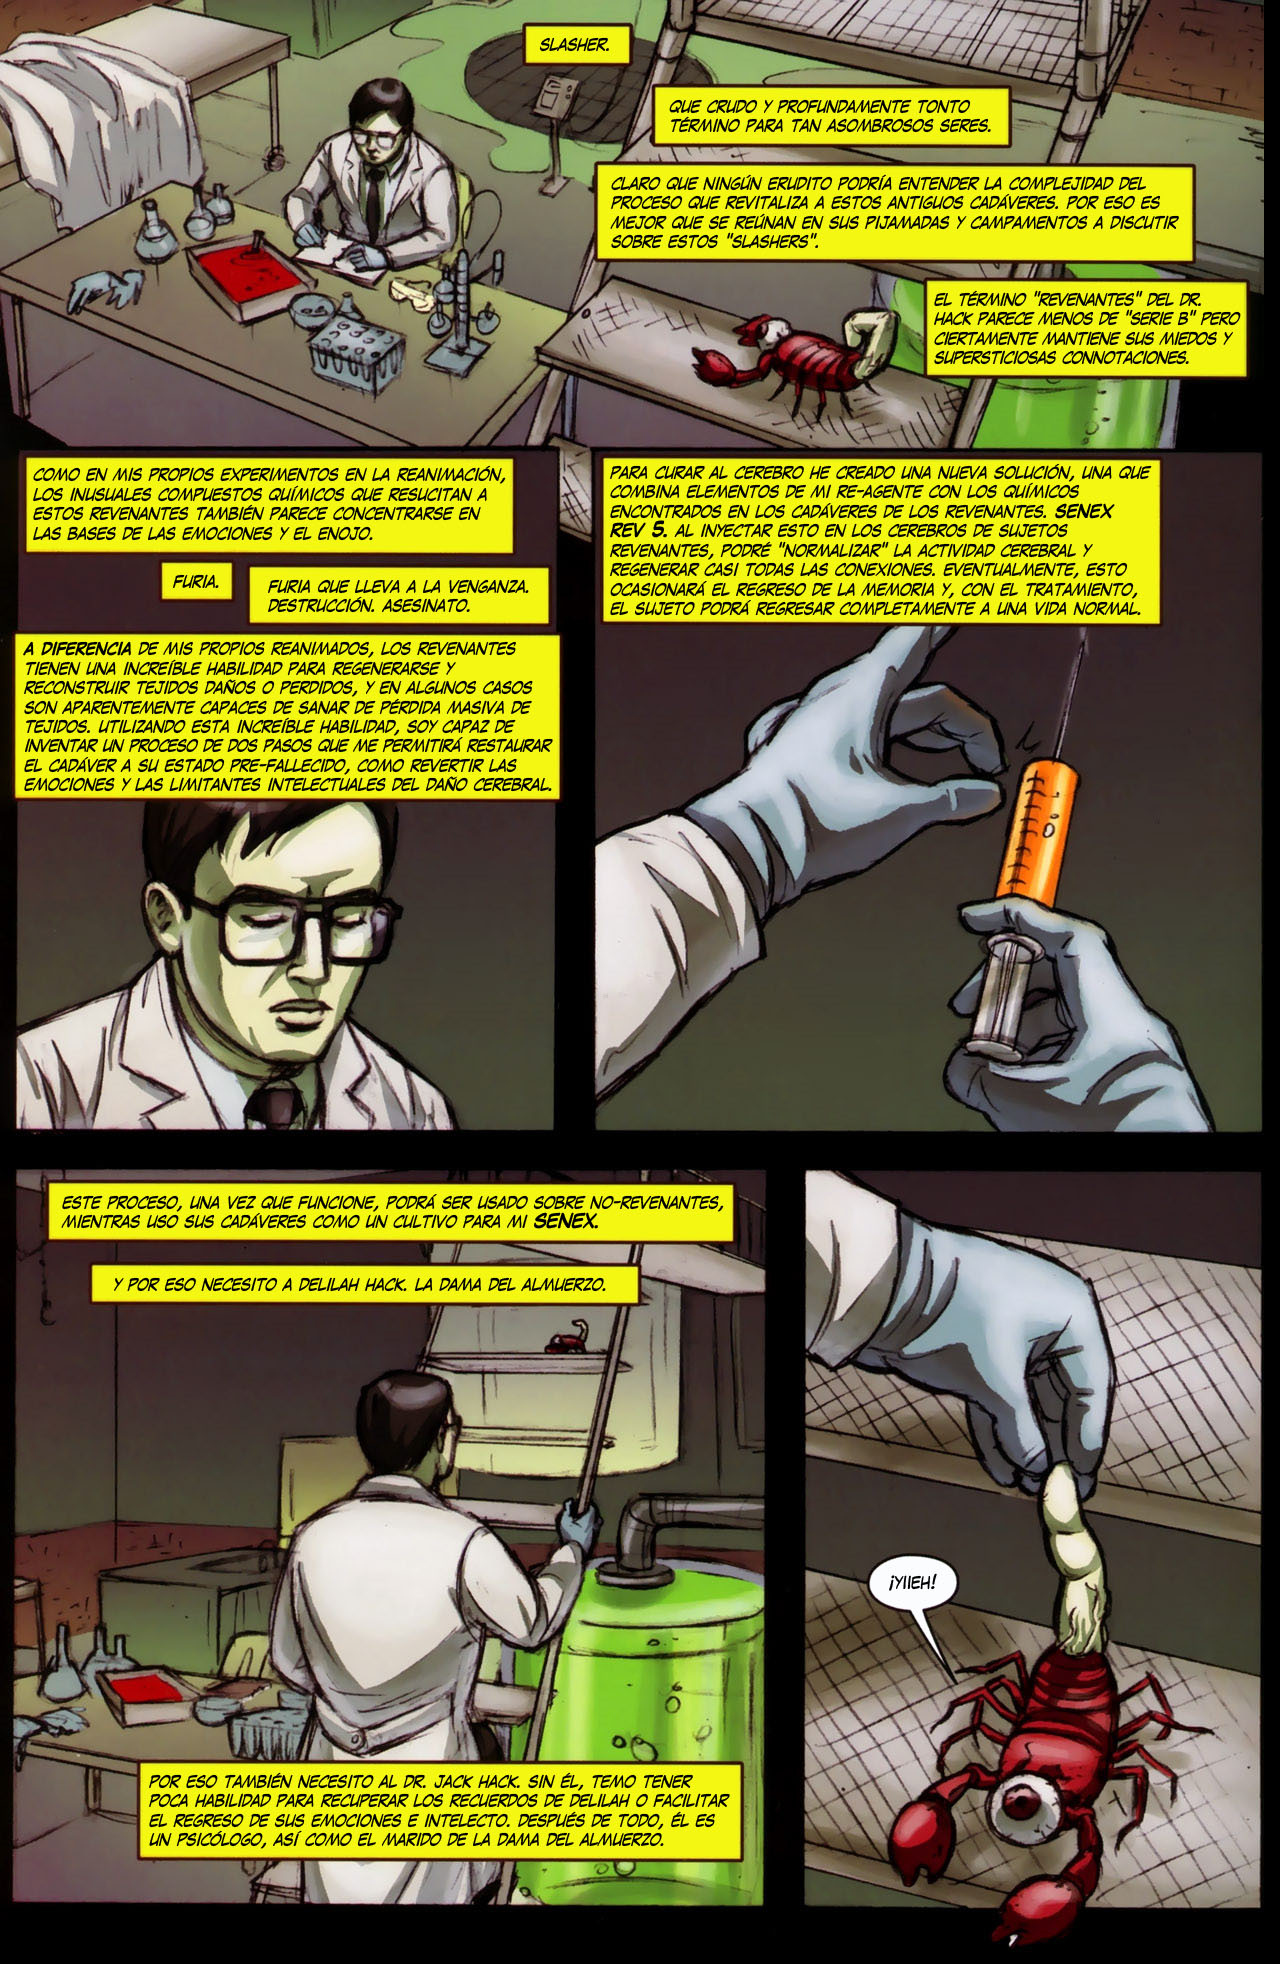 SLASHER.
QUE CRUDO Y PROFUNDAMENTE TONTO
TÉRMINO PARA TAN ASOMBROSOS SERES.
CLARO QUE NINGÚN ERUDITO PODRÍA ENTENDER LA COMPLEJIDAD DEL
PROCESO QUE REVITALIZA A ESTOS ANTIGUOS CADÁVERES. POR ESO ES
MEJOR QUE SE REÚNAN EN SUS PIJAMADAS Y CAMPAMENTOS A DISCUTIR
SOBRE ESTOS "SLASHERS".
EL TÉRMINO "REVENANTES" DEL DR.
HACK PARECE MENOS DE "SERIE B" PERO
CIERTAMENTE MANTIENE SUS MIEDOS Y
SUPERSTICIOSAS CONNOTACIONES.
COMO EN MIS PROPIOS EXPERIMENTOS EN LA REANIMACIÓN,
LOS INUSUALES COMPUESTOS QUÍMICOS QUE RESUCITAN A
ESTOS REVENANTES TAMBIÉN PARECE CONCENTRARSE EN
LAS BASES DE LAS EMOCIONES Y EL ENOJO.
FURIA.
FURIA QUE LLEVA A LA VENGANZA.
DESTRUCCIÓN. ASESINATO.
A DIFERENCIA DE MIS PROPIOS REANIMADOS, LOS REVENANTES
TIENEN UNA INCREÍBLE HABILIDAD PARA REGENERARSE Y
RECONSTRUIR TEJIDOS DAÑOS O PERDIDOS, Y EN ALGUNOS CASOS
SON APARENTEMENTE CAPACES DE SANAR DE PÉRDIDA MASIVA DE
TEJIDOS. UTILIZANDO ESTA INCREÍBLE HABILIDAD, SOY CAPAZ DE
INVENTAR UN PROCESO DE DOS PASOS QUE ME PERMITIRÁ RESTAURAR
EL CADÁVER A SU ESTADO PRE-FALLECIDO, COMO REVERTIR LAS
EMOCIONES Y LAS LIMITANTES INTELECTUALES DEL DAÑO CEREBRAL.
PARA CURAR AL CEREBRO HE CREADO UNA NUEVA SOLUCIÓN, UNA QUE
COMBINA ELEMENTOS DE MI RE-AGENTE CON LOS QUÍMICOS
ENCONTRADOS EN LOS CADÁVERES DE LOS REVENANTES. SENEX
REV 5. AL INYECTAR ESTO EN LOS CEREBROS DE SUJETOS
REVENANTES, PODRÉ "NORMALIZAR" LA ACTIVIDAD CEREBRAL Y
REGENERAR CASI TODAS LAS CONEXIONES. EVENTUALMENTE, ESTO
OCASIONARÁ EL REGRESO DE LA MEMORIA Y, CON EL TRATAMIENTO,
EL SUJETO PODRÁ REGRESAR COMPLETAMENTE A UNA VIDA NORMAL.
ESTE PROCESO, UNA VEZ QUE FUNCIONE, PODRÁ SER USADO SOBRE NO-REVENANTES,
MIENTRAS USO SUS CADÁVERES COMO UN CULTIVO PARA MI SENEX.
Y POR ESO NECESITO A DELILAH HACK. LA DAMA DEL ALMUERZO.
POR ESO TAMBIÉN NECESITO AL DR. JACK HACK. SIN ÉL, TEMO TENER
POCA HABILIDAD PARA RECUPERAR LOS RECUERDOS DE DELILAH O FACILITAR
EL REGRESO DE SUS EMOCIONES E INTELECTO. DESPUÉS DE TODO, ÉL ES
UN PSICÓLOGO, ASÍ COMO EL MARIDO DE LA DAMA DEL ALMUERZO.
¡YIIEH!